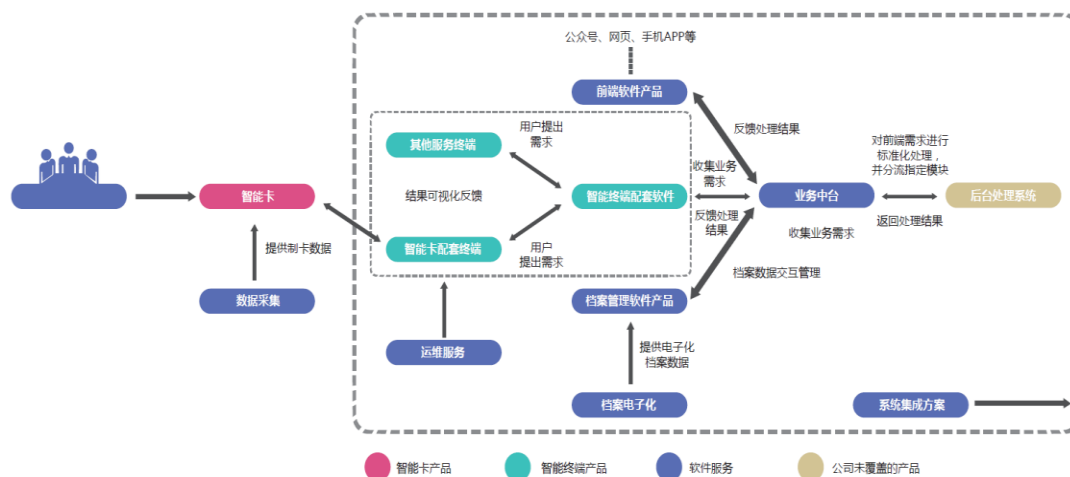 公众号、网页、手机APP等
前端软件产品
用户提出
需求
反馈处理结果
对前端需求进行
标准化处理，
并分流指定模块
其他服务终端
收集业务
需求
智能卡
结果可视化反馈
智能终端配套软件
业务中台
后台处理系统
反馈处理
结果
返回处理结果
收集业务需求
提供制卡数据
智能卡配套终端
用户
提出需求
档案数据交互管理
数据采集
档案管理软件产品
运维服务
提供电子化
档案数据
档案电子化
系统集成方案
智能卡产品
智能终端产品
软件服务
公司未覆盖的产品